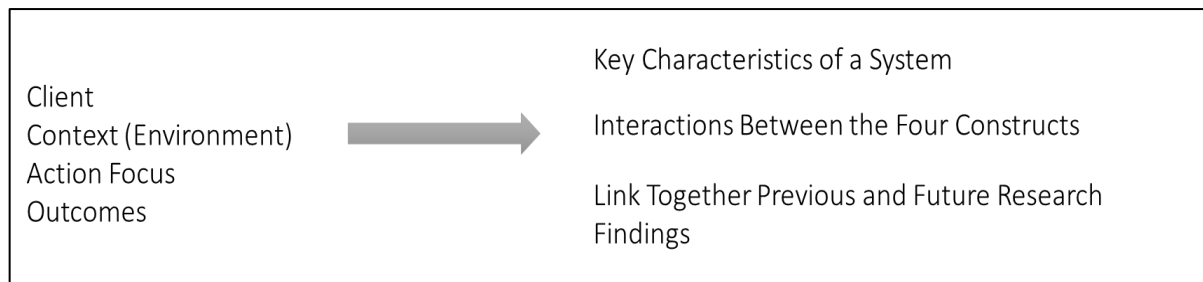 Client
Context (Environment)
Action Focus
Outcomes
Key Characteristics of a System
Interactions Between the Four Constructs
Link Together Previous and Future Research
Findings